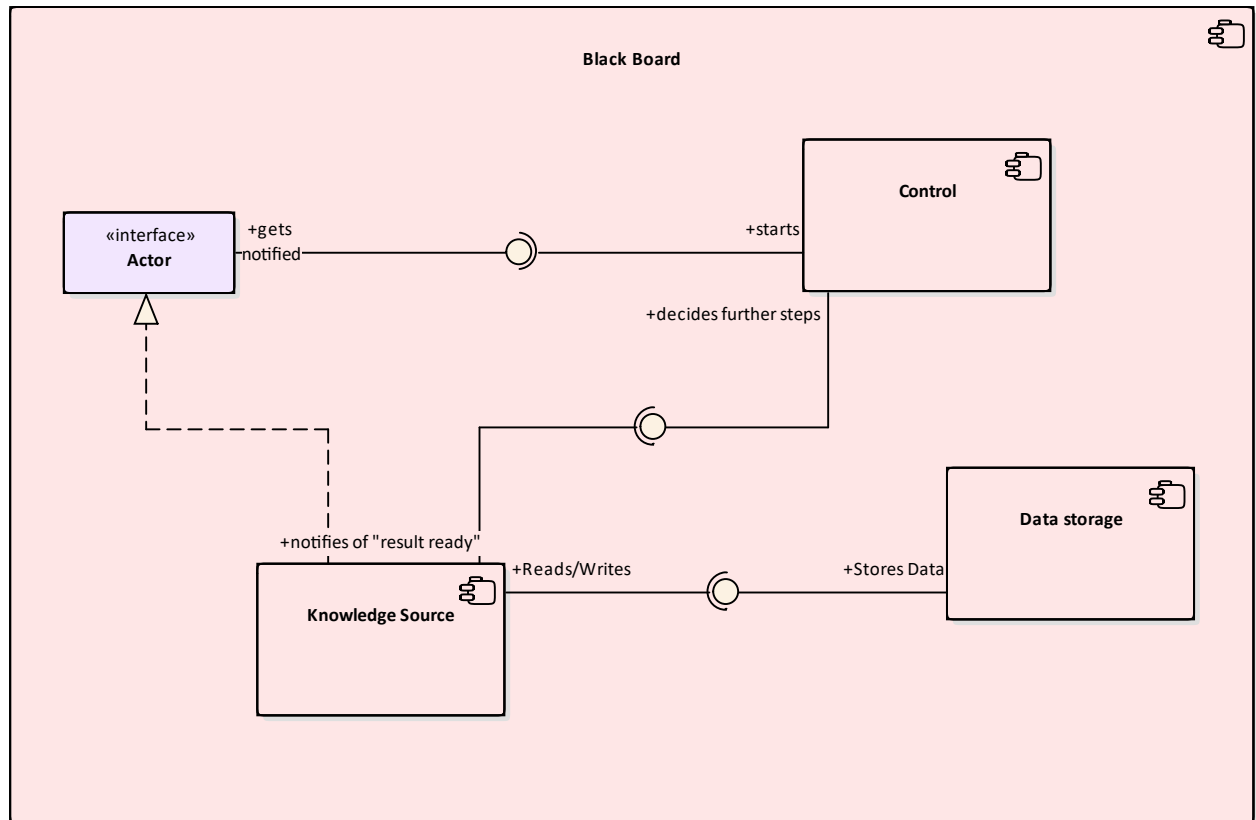 Black Board
Control
«interface»
Actor
+gets
notified
+starts
+decides further steps
Data storage
+notifies of "result ready"
+Reads/Writes
+Stores Data
Knowledge Source